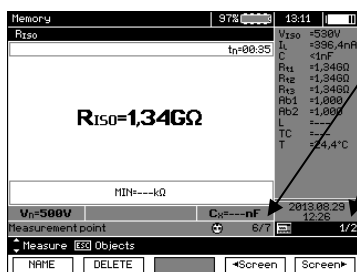 Memory 97% 13:11
RISO
tn=00:35
RISO=1,34GΩ
MIN=---kΩ
Vn=500V Cx=---nF
VISO =530V
IL =396,4nA
C <1nF
Rt1 =1,34GΩ
Rt2 =1,34GΩ
Rt3 =1,34GΩ
Ab1 =1,000
Ab2 =1,000
L =---
TC =---
T =24,4°C
2013.08.29
12:26
Measurement point 6/7 1/2
Measure ESC Objects
NAME DELETE ◄Screen Screen►